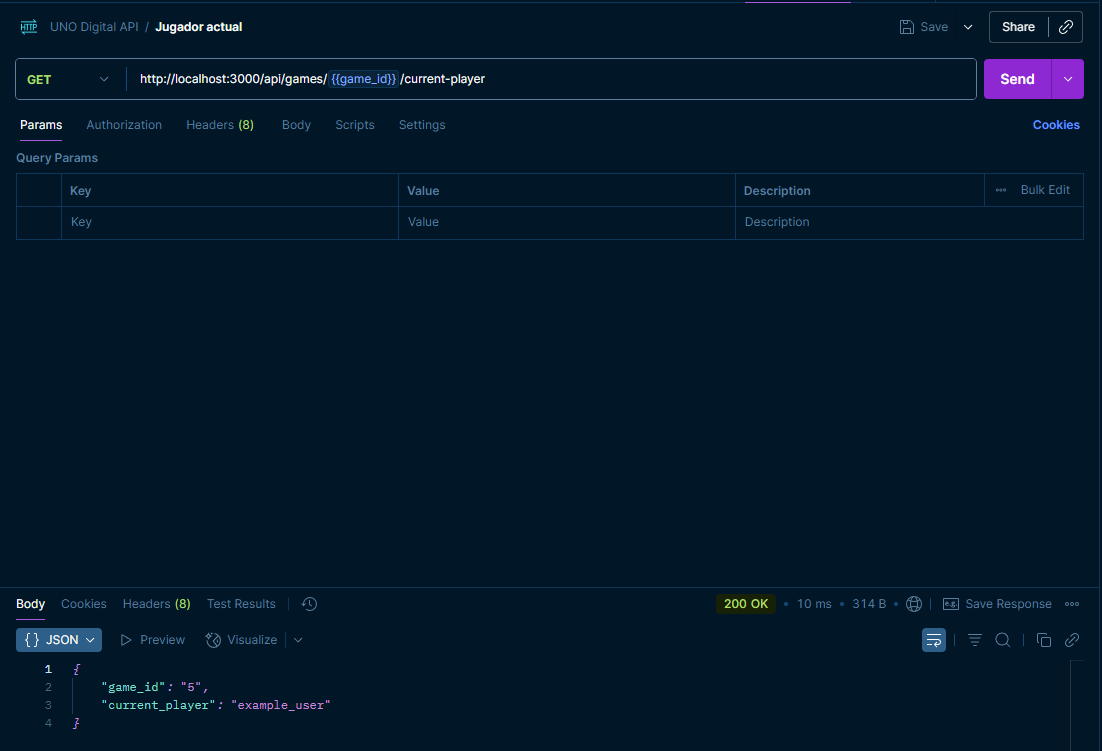 HTTP UNO Digital API / Jugador actual Save Share
GET http://localhost:3000/api/games/{{game_id}}/current-player Send
Params Authorization Headers (8) Body Scripts Settings Cookies
Query Params
Key Value Description Bulk Edit
Key Value Description
Body Cookies Headers (8) Test Results 200 OK • 10 ms • 314 B • e.g. Save Response
{} JSON Preview Visualize
1 {
2 "game_id": "5",
3 "current_player": "example_user"
4 }